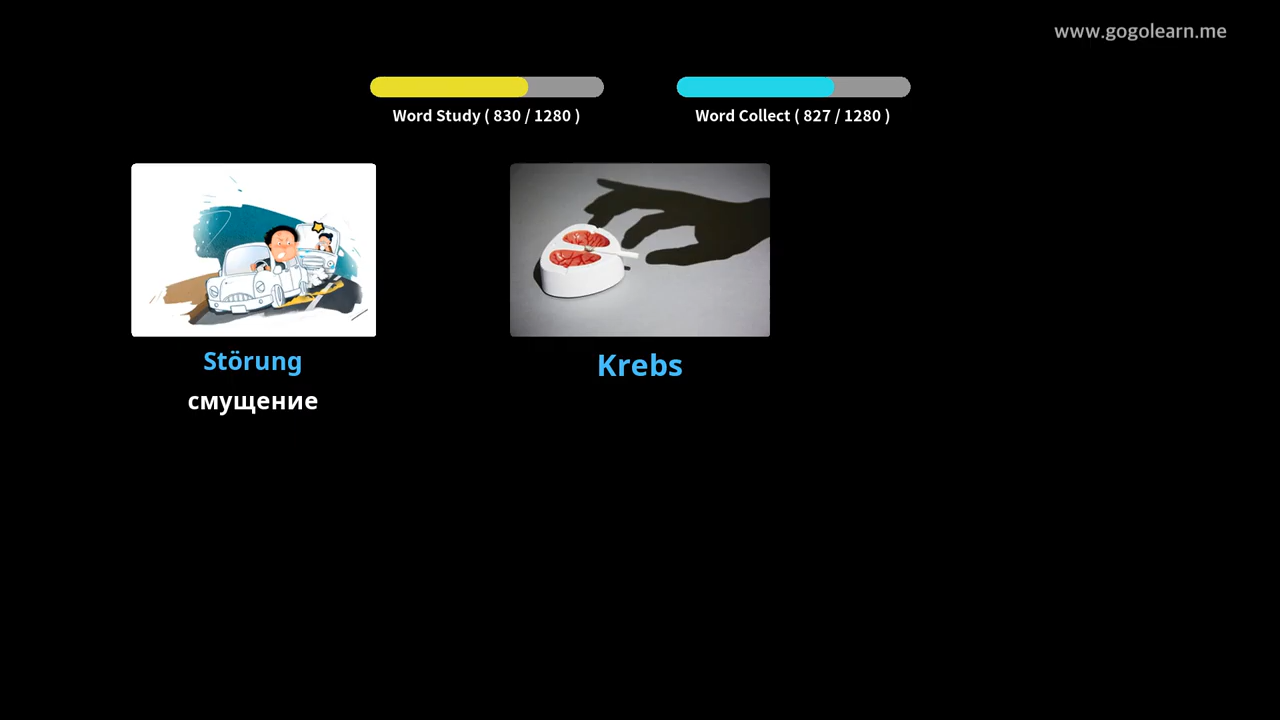 www.gogolearn.me
Word Study ( 830 / 1280 )
Word Collect ( 827 / 1280 )
Störung
смущение
Krebs